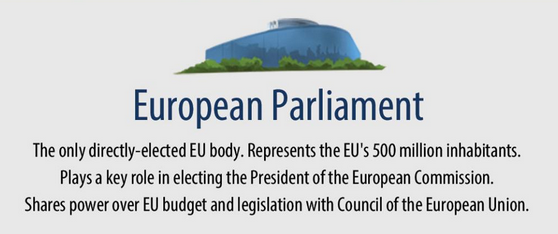 European Parliament
The only directly-elected EU body. Represents the EU's 500 million inhabitants.
Plays a key role in electing the President of the European Commission.
Shares power over EU budget and legislation with Council of the European Union.